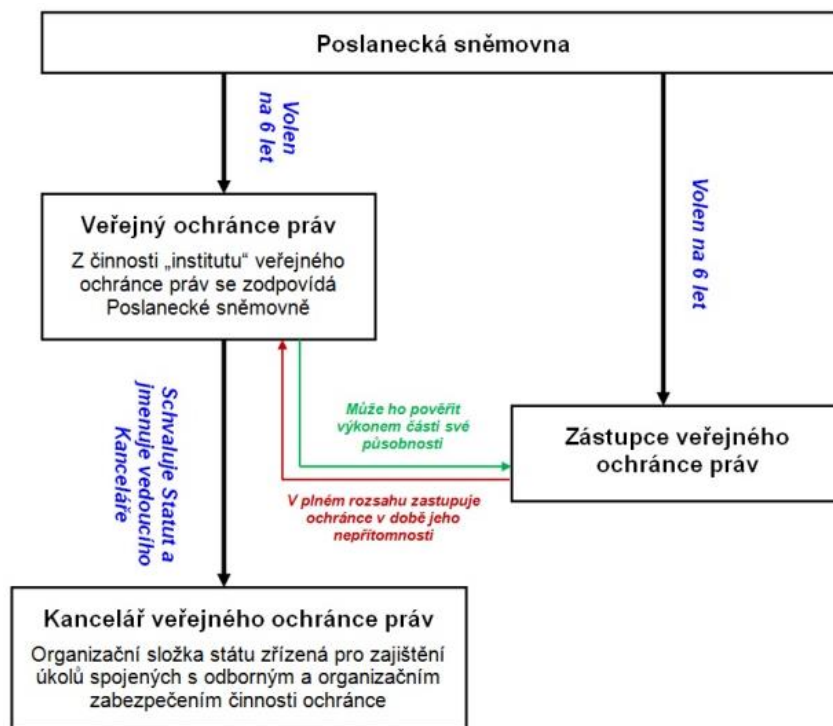 Poslanecká sněmovna
Volen
na 6 let
Volen na 6 let
Veřejný ochránce práv
Z činnosti „institutu“ veřejného
ochránce práv se zodpovídá
Poslanecké sněmovně
Schvaluje Statut a
jmenuje vedoucího
Kanceláře
Může ho pověřit
výkonem části své
působnosti
V plném rozsahu zastupuje
ochránce v době jeho
nepřítomnosti
Zástupce veřejného
ochránce práv
Kancelář veřejného ochránce práv
Organizační složka státu zřízená pro zajištění
úkolů spojených s odborným a organizačním
zabezpečením činnosti ochránce